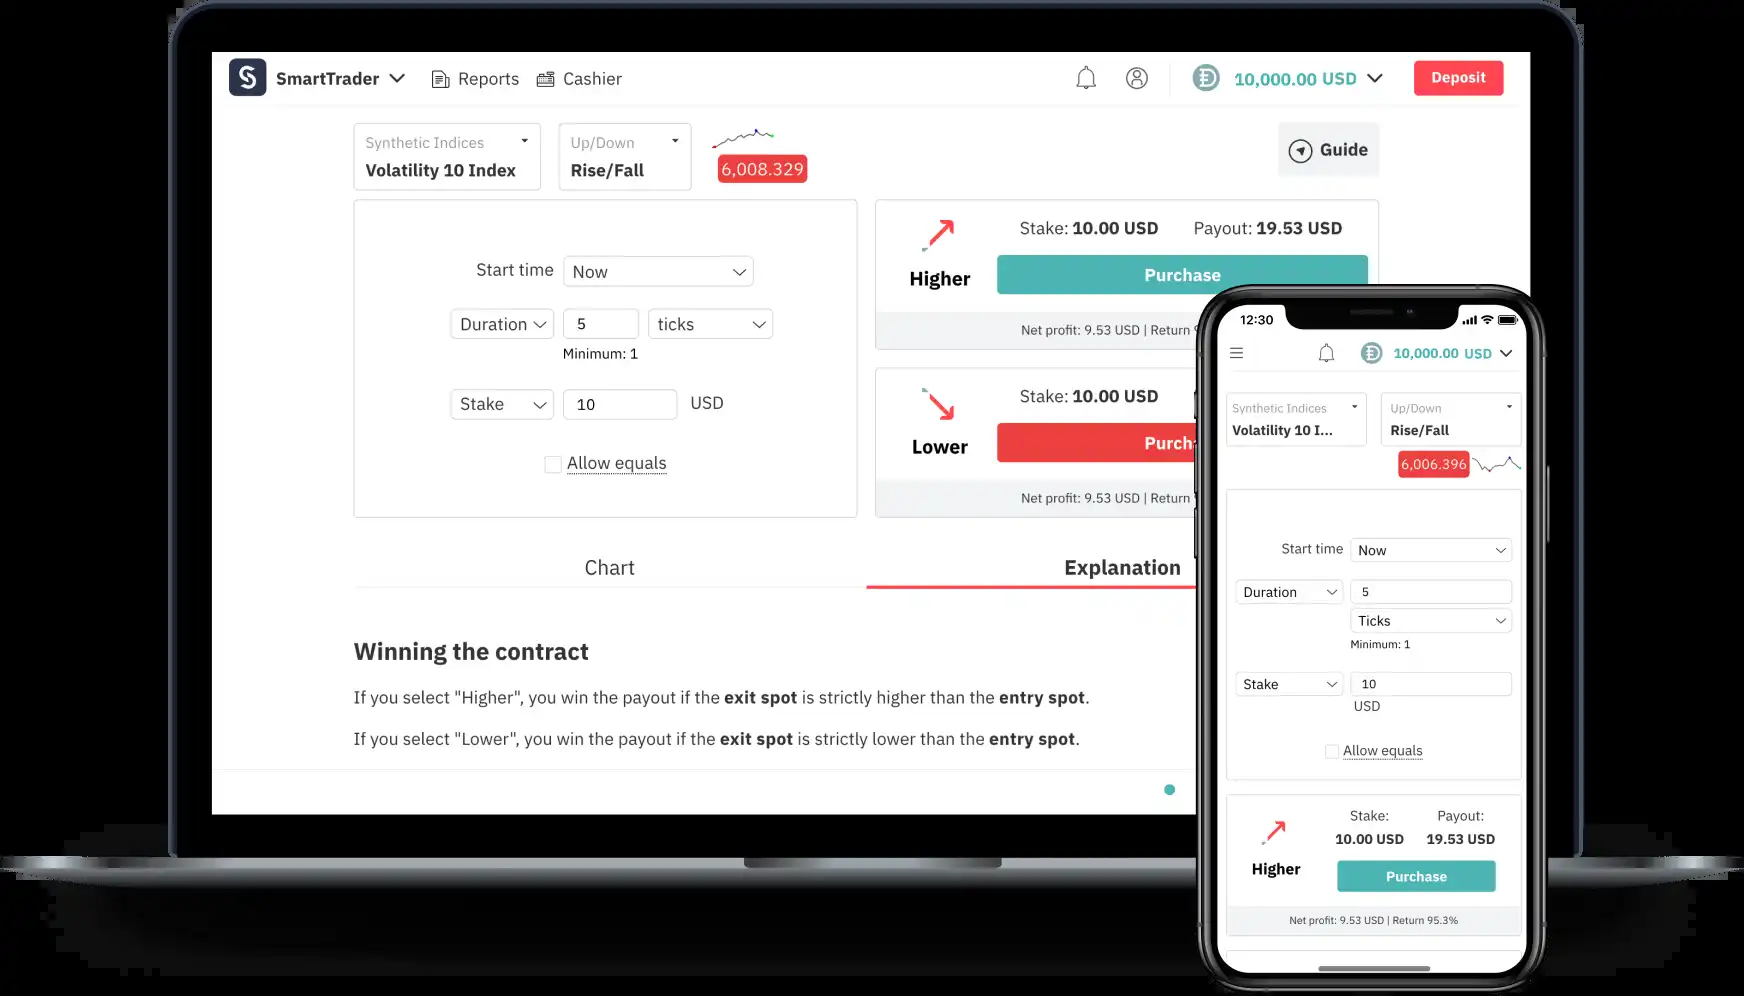 SmartTrader
Reports
Cashier
10,000.00 USD
Deposit
Synthetic Indices
Volatility 10 Index
Up/Down
Rise/Fall
6,008.329
Guide
Start time
Now
Duration
5
ticks
Minimum: 1
Stake
10
USD
Allow equals
Higher
Stake: 10.00 USD
Payout: 19.53 USD
Purchase
Net profit: 9.53 USD | Return
Lower
Stake: 10.00 USD
Net profit: 9.53 USD | Return
Chart
Explanation
Winning the contract
If you select "Higher", you win the payout if the exit spot is strictly higher than the entry spot.
If you select "Lower", you win the payout if the exit spot is strictly lower than the entry spot.
12:30
10,000.00 USD
Synthetic Indices
Volatility 10 I...
Up/Down
Rise/Fall
6,006.396
Start time
Now
Duration
5
Ticks
Minimum: 1
Stake
10
USD
Allow equals
Higher
Stake:
10.00 USD
Payout:
19.53 USD
Purchase
Net profit: 9.53 USD | Return 95.3%